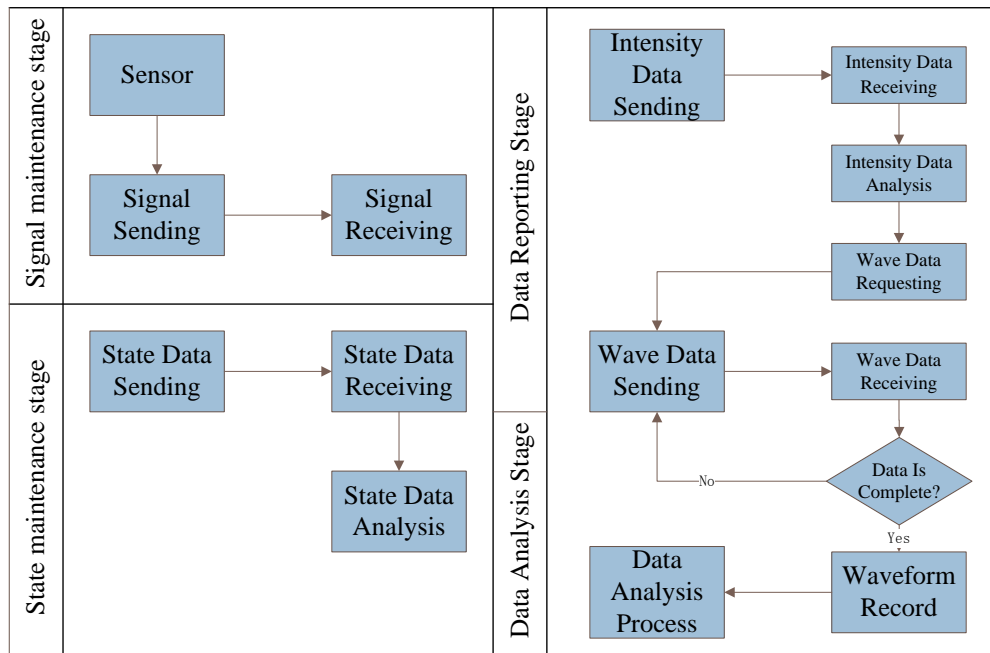 Signal maintenance stage
Sensor
Signal
Sending
Signal
Receiving
State maintenance stage
State Data
Sending
State Data
Receiving
State Data
Analysis
Data Reporting Stage
Intensity
Data
Sending
Intensity Data
Receiving
Intensity Data
Analysis
Wave Data
Requesting
Wave Data
Sending
Wave Data
Receiving
Data Analysis Stage
Data Is
Complete?
No
Yes
Waveform
Record
Data
Analysis
Process